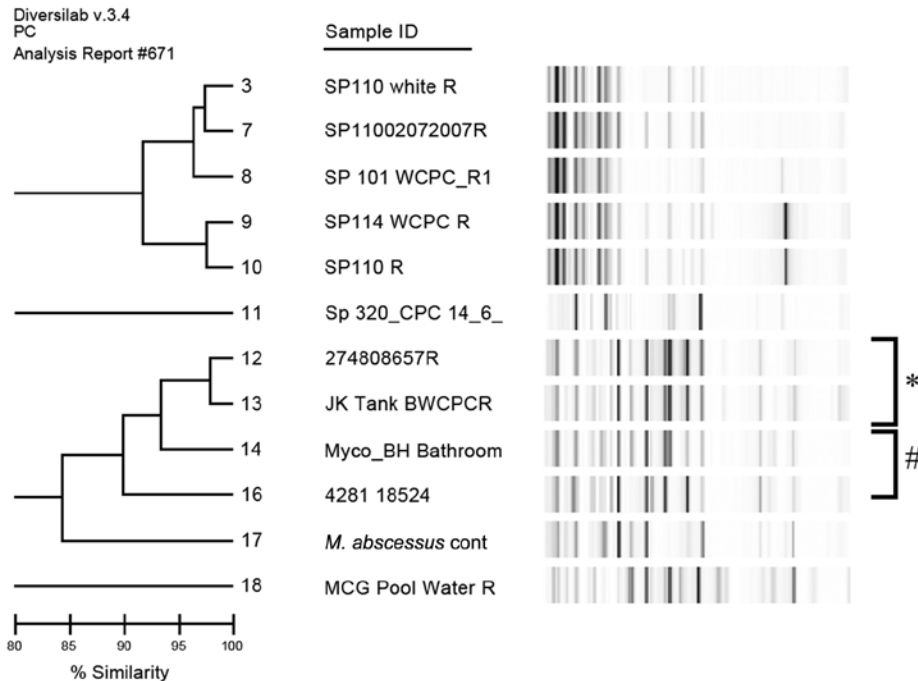 Diversilab v.3.4
PC
Analysis Report #671
Sample ID
3 SP110 white R
7 SP11002072007R
8 SP 101 WCPC_R1
9 SP114 WCPC R
10 SP110 R
11 Sp 320_CPC 14_6_
12 274808657R
13 JK Tank BWCPCR
*
14 Myco_BH Bathroom
#
16 4281 18524
17 M. abscessus cont
18 MCG Pool Water R
80 85 90 95 100
% Similarity